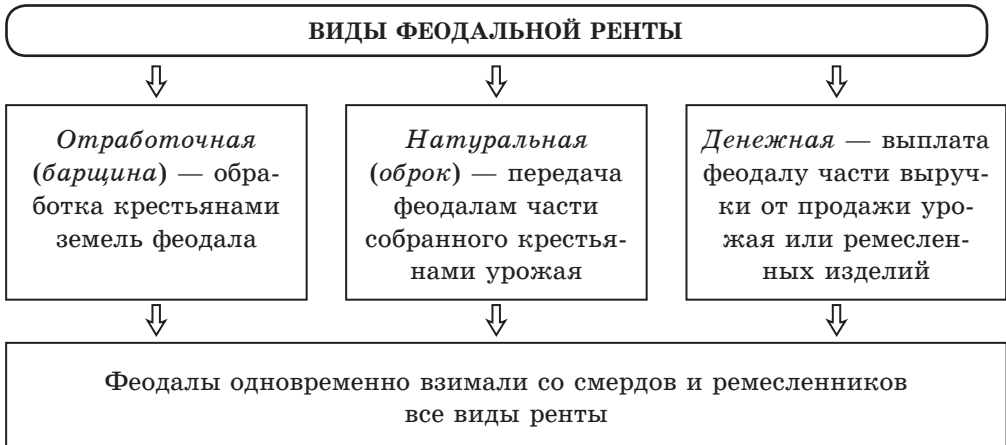 ВИДЫ ФЕОДАЛЬНОЙ РЕНТЫ
Отработочная
(барщина) — обра-
ботка крестьянами
земель феодала
Натуральная
(оброк) — передача
феодалам части
собранного крестья-
нами урожая
Денежная — выплата
феодалу части выруч-
ки от продажи уро-
жая или ремеслен-
ных изделий
Феодалы одновременно взимали со смердов и ремесленников
все виды ренты